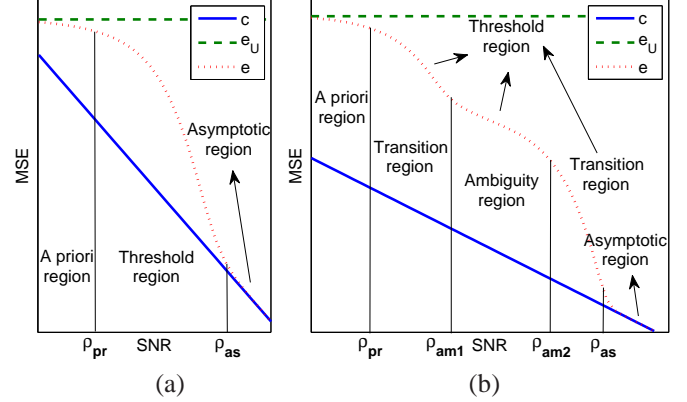 MSE
c
e_U
e
Asymptotic
region
A priori
region
Threshold
region
ρ_pr SNR ρ_as
(a)
MSE
c
e_U
e
Threshold
region
A priori
region
Transition
region
Ambiguity
region
Transition
region
Asymptotic
region
ρ_pr ρ_am1 SNR ρ_am2 ρ_as
(b)